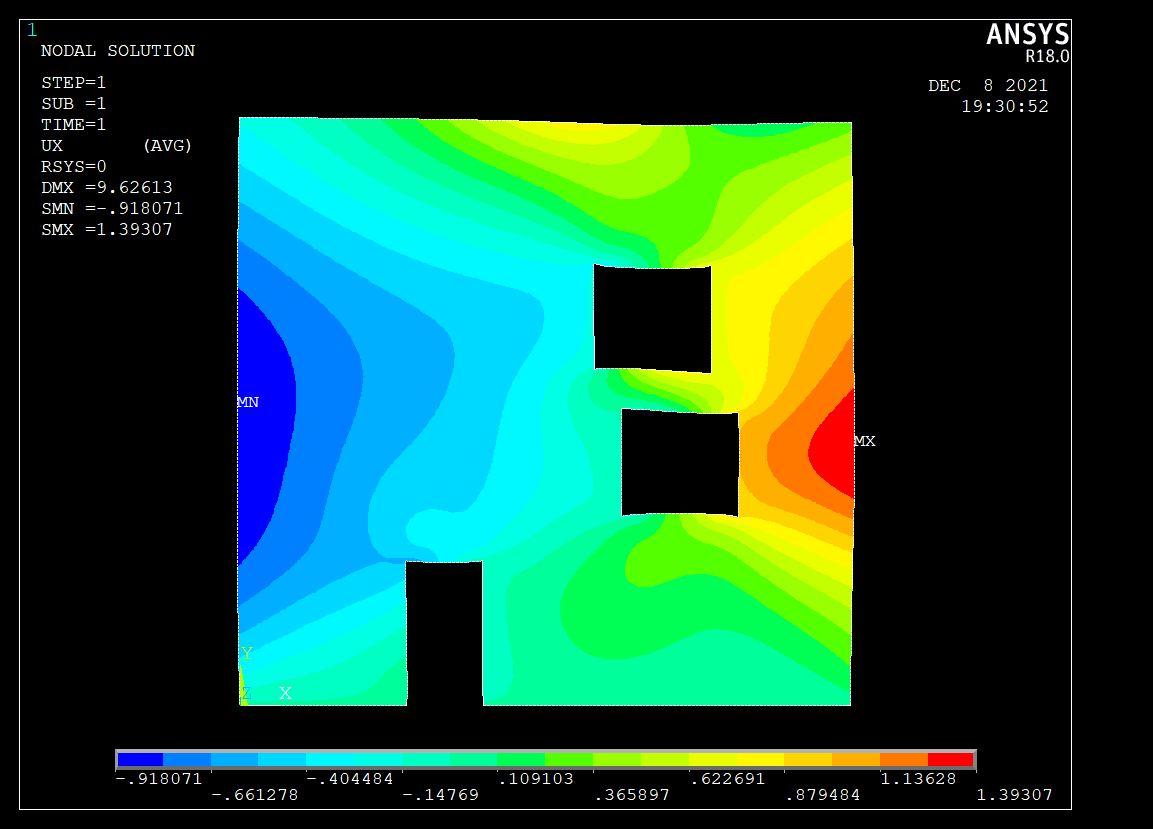 1
ANSYS
R18.0
NODAL SOLUTION
STEP=1
SUB =1
TIME=1
UX (AVG)
RSYS=0
DMX =9.62613
SMN =-.918071
SMX =1.39307
DEC 8 2021
19:30:52
MN
MX
Y
Z X
-.918071 -.404484 .109103 .622691 1.13628
-.661278 -.14769 .365897 .879484 1.39307